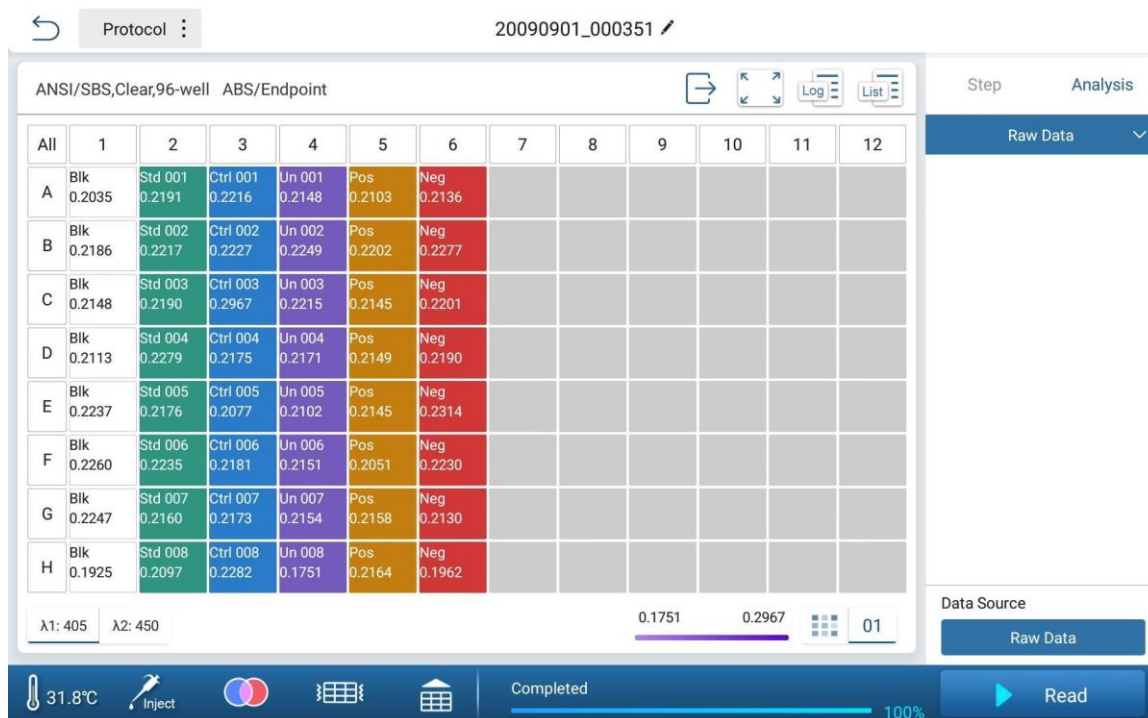 Protocol
20090901_000351
ANSI/SBS,Clear,96-well ABS/Endpoint
Log
List
Step
Analysis
Raw Data
All 1 2 3 4 5 6 7 8 9 10 11 12
A
Blk Std 001 Ctrl 001 Un 001 Pos Neg
0.2035 0.2191 0.2216 0.2148 0.2103 0.2136
B
Blk Std 002 Ctrl 002 Un 002 Pos Neg
0.2186 0.2217 0.2227 0.2249 0.2202 0.2277
C
Blk Std 003 Ctrl 003 Un 003 Pos Neg
0.2148 0.2190 0.2967 0.2215 0.2145 0.2201
D
Blk Std 004 Ctrl 004 Un 004 Pos Neg
0.2113 0.2279 0.2175 0.2171 0.2149 0.2190
E
Blk Std 005 Ctrl 005 Un 005 Pos Neg
0.2237 0.2176 0.2077 0.2102 0.2145 0.2314
F
Blk Std 006 Ctrl 006 Un 006 Pos Neg
0.2260 0.2235 0.2181 0.2151 0.2051 0.2230
G
Blk Std 007 Ctrl 007 Un 007 Pos Neg
0.2247 0.2160 0.2173 0.2154 0.2158 0.2130
H
Blk Std 008 Ctrl 008 Un 008 Pos Neg
0.1925 0.2097 0.2282 0.1751 0.2164 0.1962
λ1: 405 λ2: 450
0.1751 0.2967
01
Data Source
Raw Data
31.8℃
Inject
Completed
100%
Read